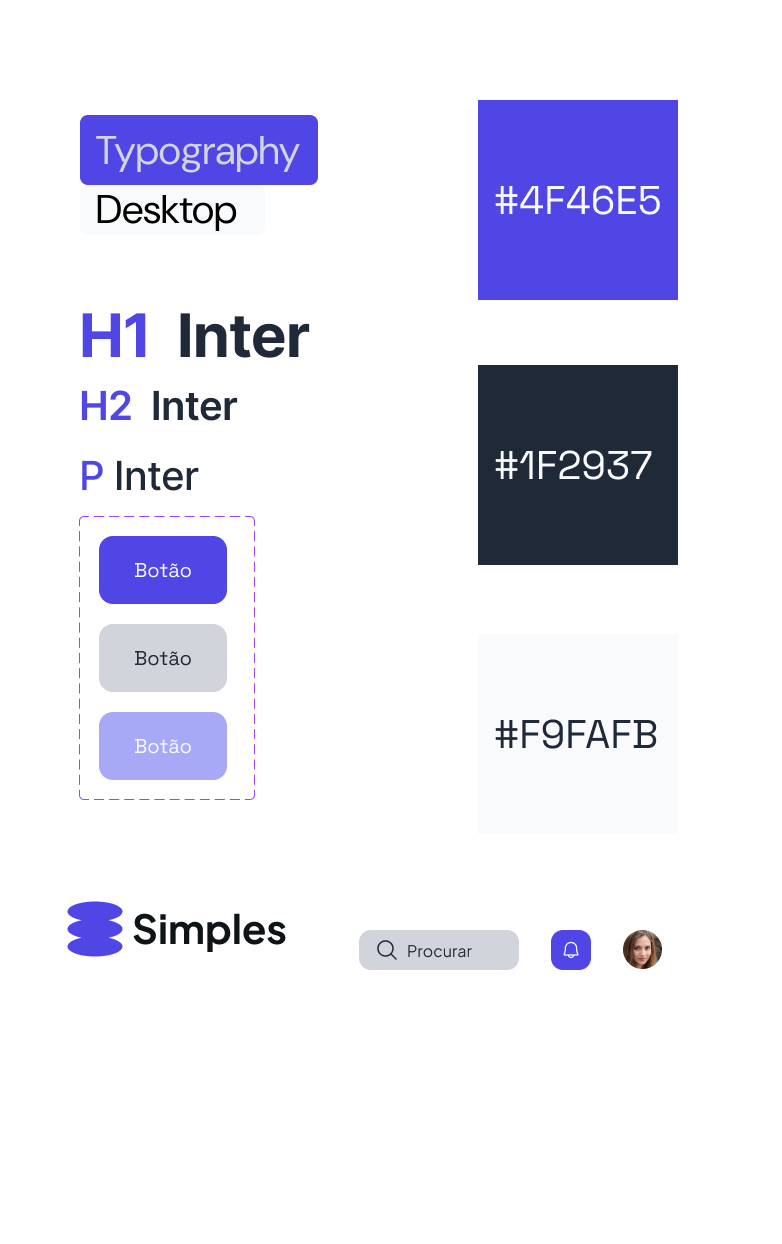 Typography
Desktop
H1 Inter
H2 Inter
P Inter
Botão
Botão
Botão
#4F46E5
#1F2937
#F9FAFB
Simples
Procurar